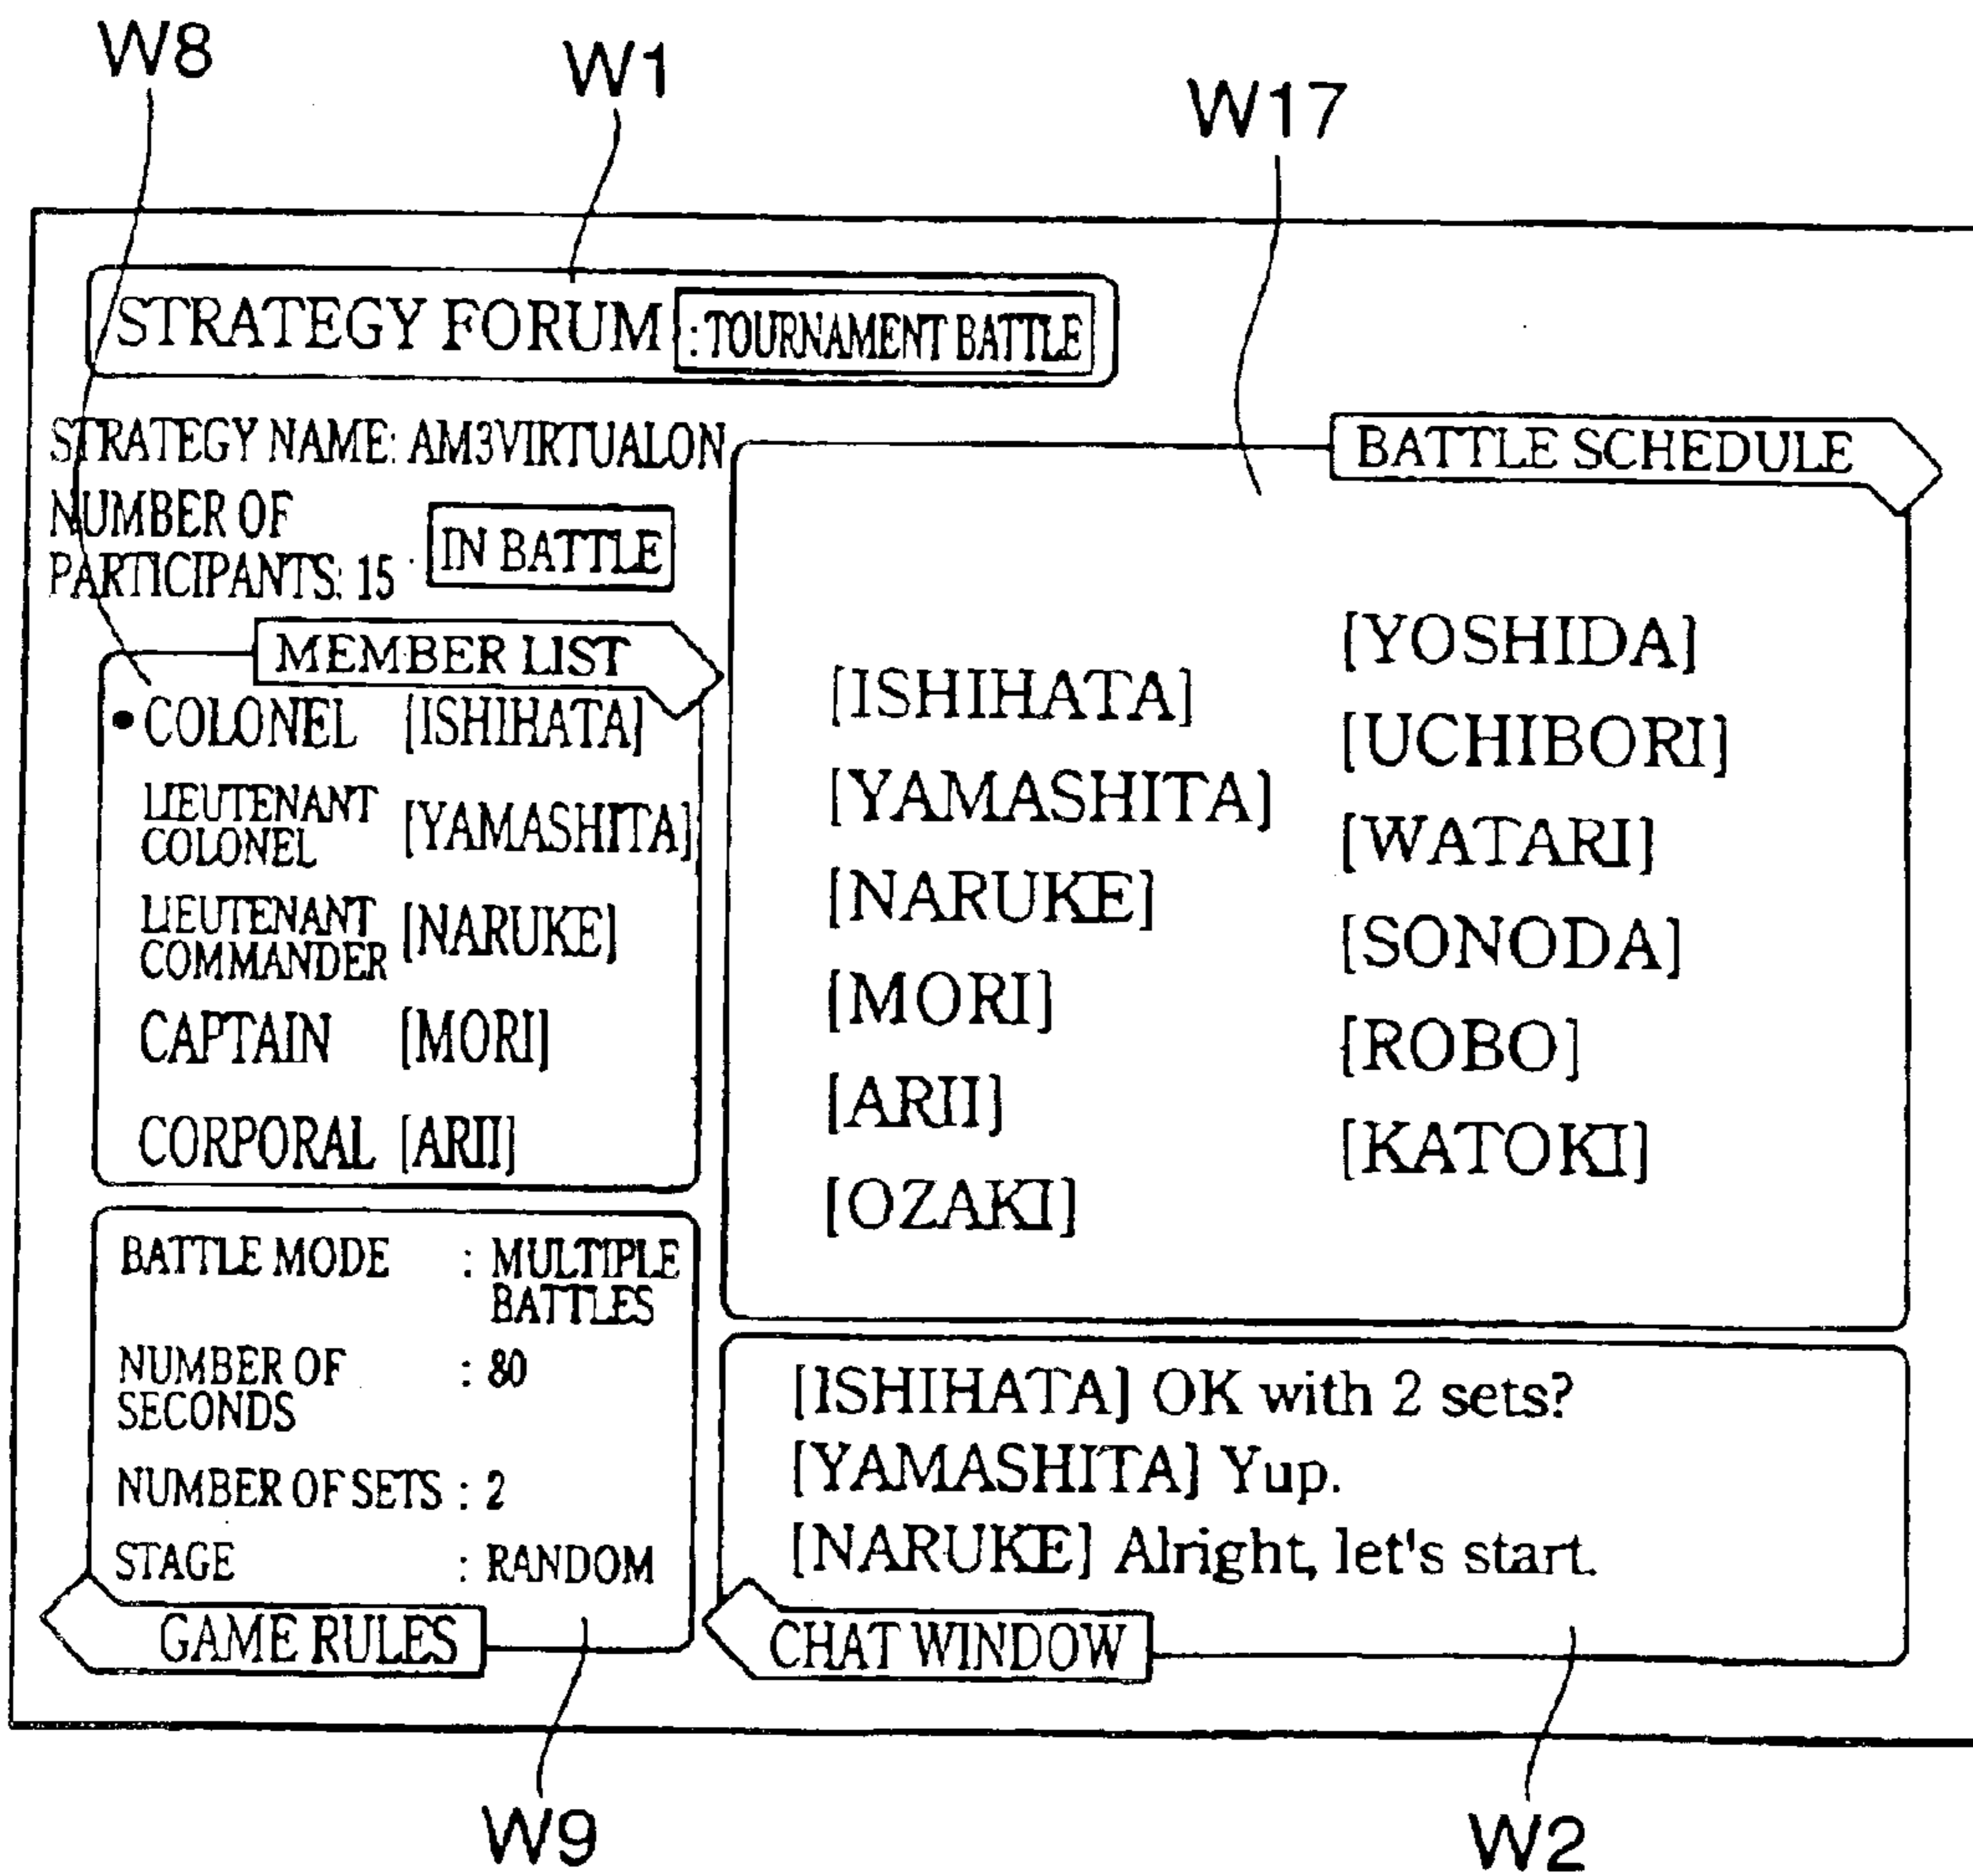 W8
W1
W17
STRATEGY FORUM : TOURNAMENT BATTLE
STRATEGY NAME: AM3VIRTUALON
NUMBER OF
PARTICIPANTS: 15
IN BATTLE
MEMBER LIST
•COLONEL [ISHIHATA]
LIEUTENANT
COLONEL [YAMASHITA]
LIEUTENANT
COMMANDER [NARUKE]
CAPTAIN [MORI]
CORPORAL [ARII]
BATTLE MODE : MULTIPLE
BATTLES
NUMBER OF : 80
SECONDS
NUMBER OF SETS : 2
STAGE : RANDOM
GAME RULES
BATTLE SCHEDULE
[ISHIHATA]
[YAMASHITA]
[NARUKE]
[MORI]
[ARII]
[OZAKI]
[YOSHIDA]
[UCHIBORI]
[WATARI]
[SONODA]
[ROBO]
[KATOKI]
[ISHIHATA] OK with 2 sets?
[YAMASHITA] Yup.
[NARUKE] Alright, let's start.
CHAT WINDOW
W9
W2